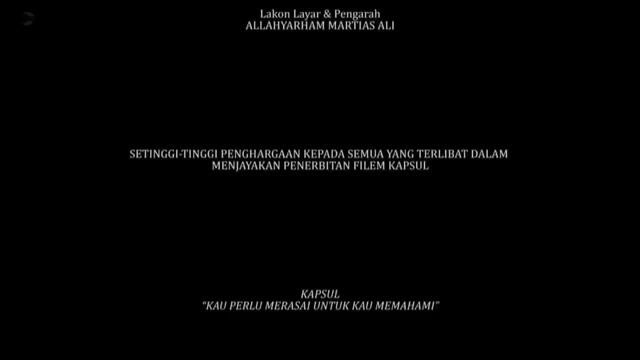 Lakon Layar & Pengarah
ALLAHYARHAM MARTIAS ALI
SETINGGI-TINGGI PENGHARGAAN KEPADA SEMUA YANG TERLIBAT DALAM
MENJAYAKAN PENERBITAN FILEM KAPSUL
KAPSUL
“KAU PERLU MERASAI UNTUK KAU MEMAHAMI”